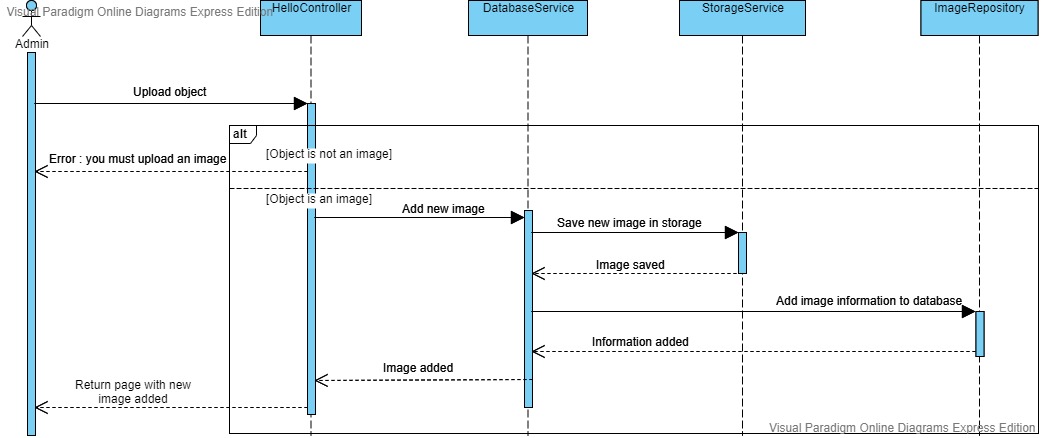 Visual Paradigm Online Diagrams Express Edition
HelloController
DatabaseService
StorageService
ImageRepository
Admin
Upload object
alt
[Object is not an image]
Error : you must upload an image
[Object is an image]
Add new image
Save new image in storage
Image saved
Add image information to database
Information added
Image added
Return page with new
image added
Visual Paradigm Online Diagrams Express Edition